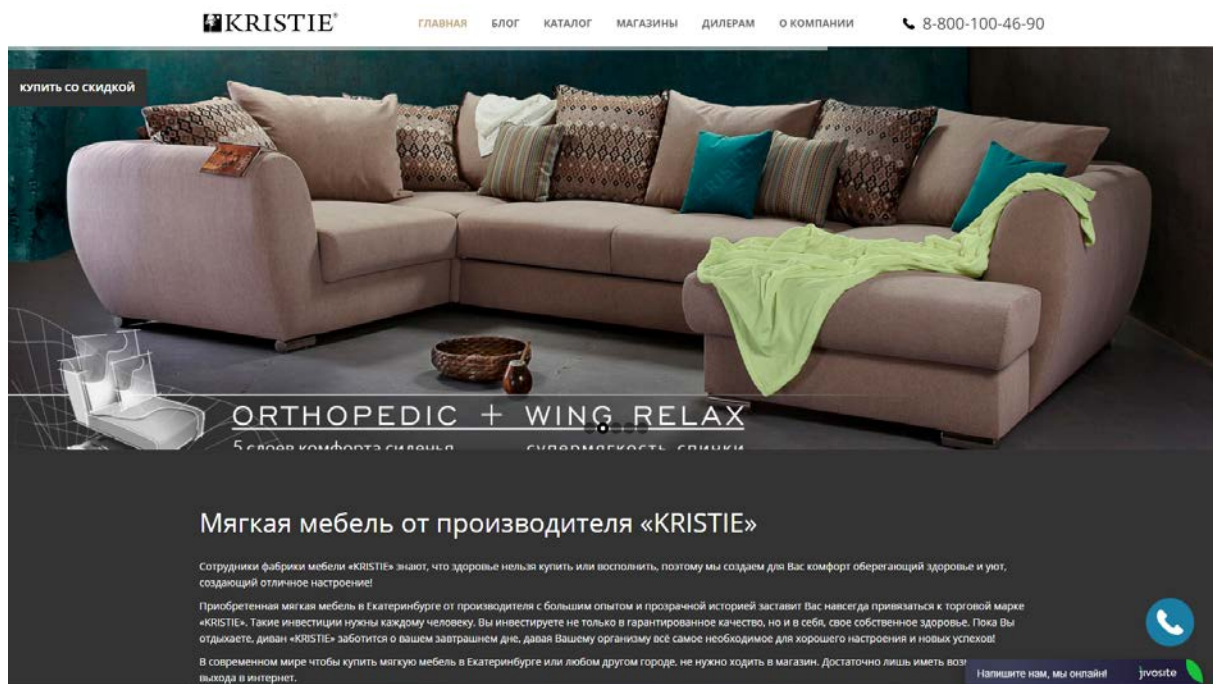 KRISTIE®
ГЛАВНАЯ БЛОГ КАТАЛОГ МАГАЗИНЫ ДИЛЕРАМ О КОМПАНИИ 8-800-100-46-90
КУПИТЬ СО СКИДКОЙ
ORTHOPEDIC + WING RELAX
5 слоев комфорта сиденья супермягкость спинки
Мягкая мебель от производителя «KRISTIE»
Сотрудники фабрики мебели «KRISTIE» знают, что здоровье нельзя купить или восполнить, поэтому мы создаем для Вас комфорт оберегающий здоровье и уют,
создающий отличное настроение!
Приобретенная мягкая мебель в Екатеринбурге от производителя с большим опытом и прозрачной историей заставит Вас навсегда привязаться к торговой марке
«KRISTIE». Такие инвестиции нужны каждому человеку. Вы инвестируете не только в гарантированное качество, но и в себя, свое собственное здоровье. Пока Вы
отдыхаете, диван «KRISTIE» заботится о вашем завтрашнем дне, давая Вашему организму всё самое необходимое для хорошего настроения и новых успехов!
В современном мире чтобы купить мягкую мебель в Екатеринбурге или любом другом городе, не нужно ходить в магазин. Достаточно лишь иметь
выхода в интернет.
Напишите нам, мы онлайн! jivosite